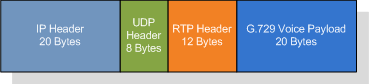 IP Header
20 Bytes
UDP
Header
8 Bytes
RTP Header
12 Bytes
G.729 Voice Payload
20 Bytes